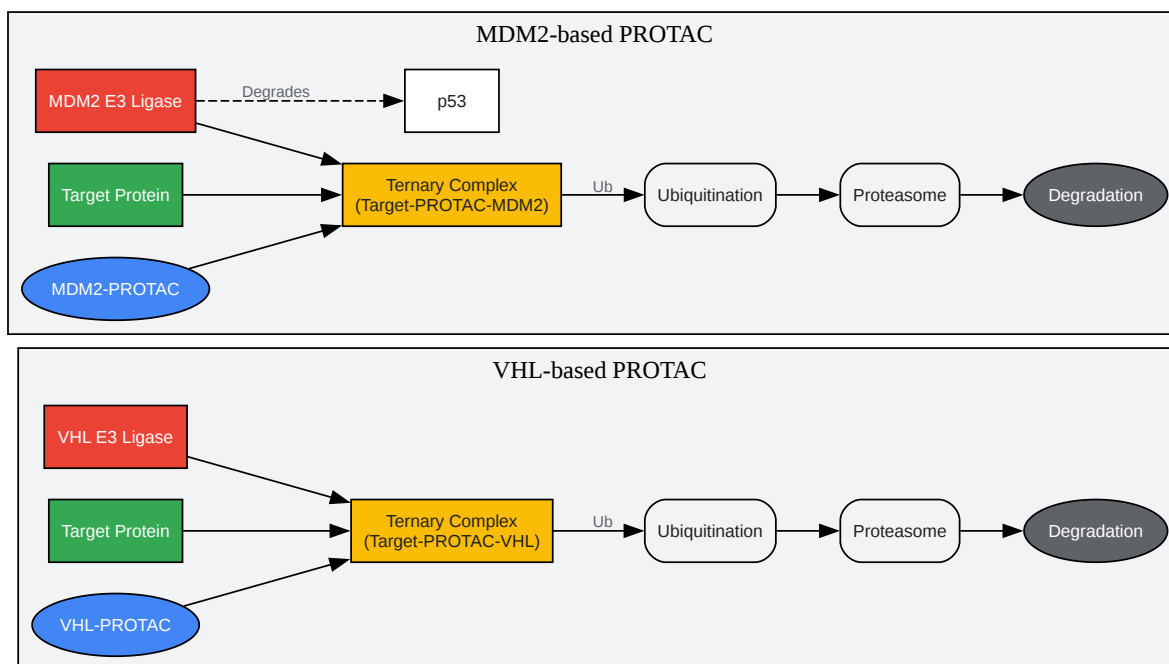 MDM2-based PROTAC
MDM2 E3 Ligase
Degrades
p53
Target Protein
Ternary Complex
(Target-PROTAC-MDM2)
Ub
Ubiquitination
Proteasome
Degradation
MDM2-PROTAC
VHL-based PROTAC
VHL E3 Ligase
Target Protein
Ternary Complex
(Target-PROTAC-VHL)
Ub
Ubiquitination
Proteasome
Degradation
VHL-PROTAC